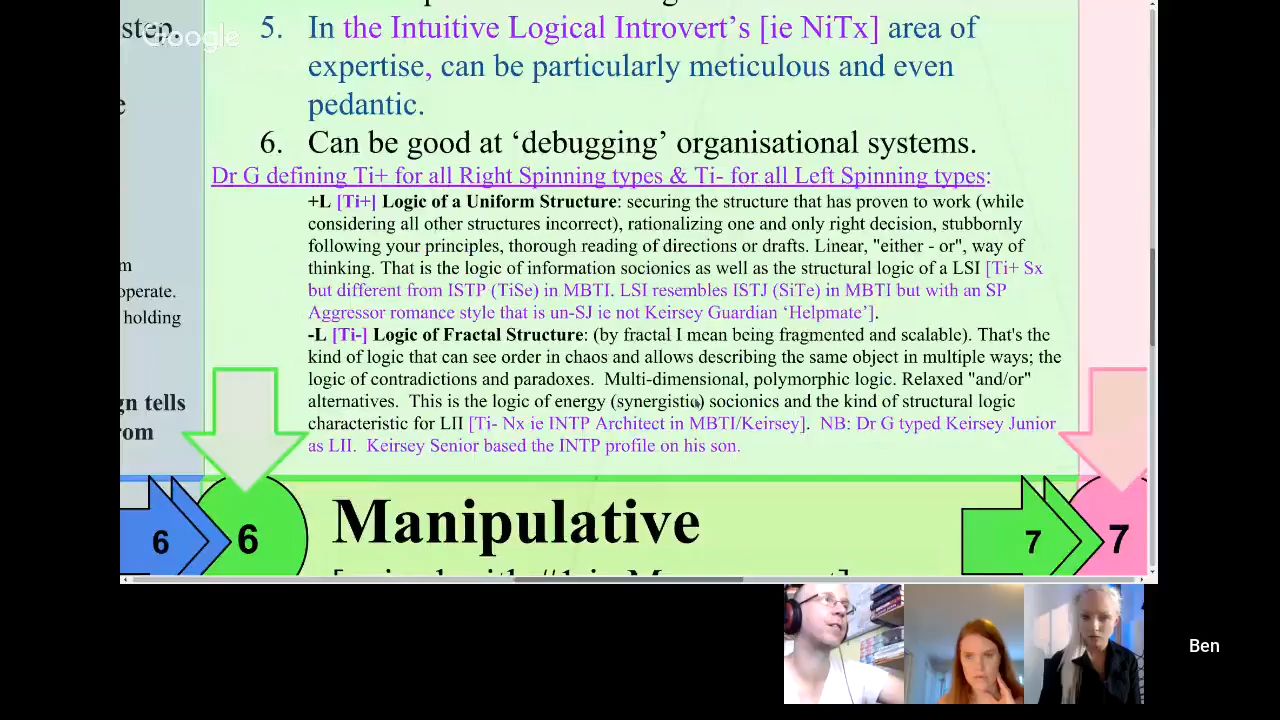 step.
Google
5. In the Intuitive Logical Introvert’s [ie NiTx] area of
expertise, can be particularly meticulous and even
e
pedantic.
6. Can be good at ‘debugging’ organisational systems.
Dr G defining Ti+ for all Right Spinning types & Ti- for all Left Spinning types:
+L [Ti+] Logic of a Uniform Structure: securing the structure that has proven to work (while
considering all other structures incorrect), rationalizing one and only right decision, stubbornly
following your principles, thorough reading of directions or drafts. Linear, "either - or", way of
m
thinking. That is the logic of information socionics as well as the structural logic of a LSI [Ti+ Sx
operate.
but different from ISTP (TiSe) in MBTI. LSI resembles ISTJ (SiTe) in MBTI but with an SP
holding
Aggressor romance style that is un-SJ ie not Keirsey Guardian ‘Helpmate’].
-L [Ti-] Logic of Fractal Structure: (by fractal I mean being fragmented and scalable). That's the
kind of logic that can see order in chaos and allows describing the same object in multiple ways; the
logic of contradictions and paradoxes. Multi-dimensional, polymorphic logic. Relaxed "and/or"
gn tells
alternatives. This is the logic of energy (synergistic) socionics and the kind of structural logic
characteristic for LII [Ti- Nx ie INTP Architect in MBTI/Keirsey]. NB: Dr G typed Keirsey Junior
rom
as LII. Keirsey Senior based the INTP profile on his son.
6
6
Manipulative
7
7
Ben